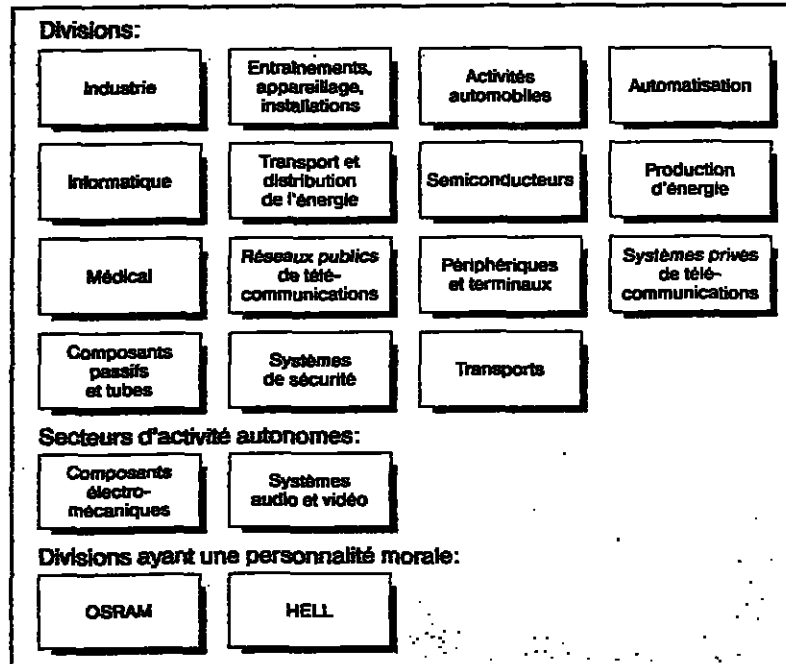 Divisions:
Industrie
Entraînements,
appareillage,
installations
Activités
automobiles
Automatisation
Informatique
Transport et
distribution
de l'énergie
Semiconducteurs
Production
d'énergie
Médical
Réseaux publics
de télé-
communications
Périphériques
et terminaux
Systèmes privés
de télé-
communications
Composants
passifs
et tubes
Systèmes
de sécurité
Transports
Secteurs d'activité autonomes:
Composants
électro-
mécaniques
Systèmes
audio et vidéo
Divisions ayant une personnalité morale:
OSRAM
HELL